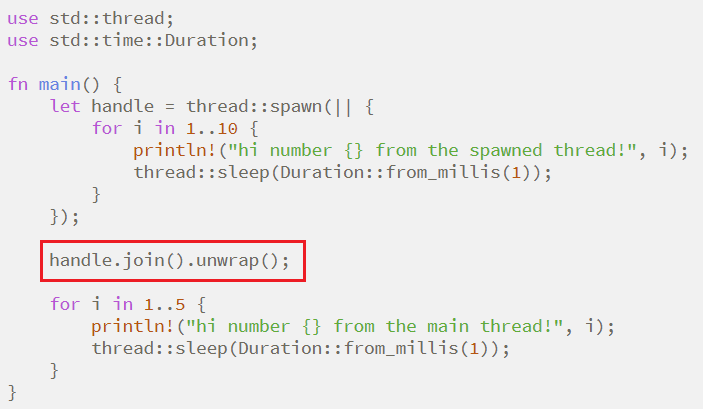 use std::thread;
use std::time::Duration;

fn main() {
    let handle = thread::spawn(|| {
        for i in 1..10 {
            println!("hi number {} from the spawned thread!", i);
            thread::sleep(Duration::from_millis(1));
        }
    });

    handle.join().unwrap();

    for i in 1..5 {
        println!("hi number {} from the main thread!", i);
        thread::sleep(Duration::from_millis(1));
    }
}